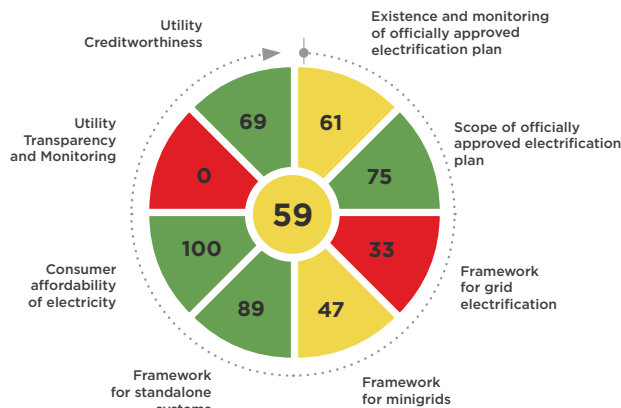 Existence and monitoring
of officially approved
electrification plan
61
Scope of officially
approved electrification
plan
75
Framework
for grid
electrification
33
Framework
for minigrids
47
Framework
for standalone
systems
89
Consumer
affordability
of electricity
100
Utility
Transparency
and Monitoring
0
Utility
Creditworthiness
69
59